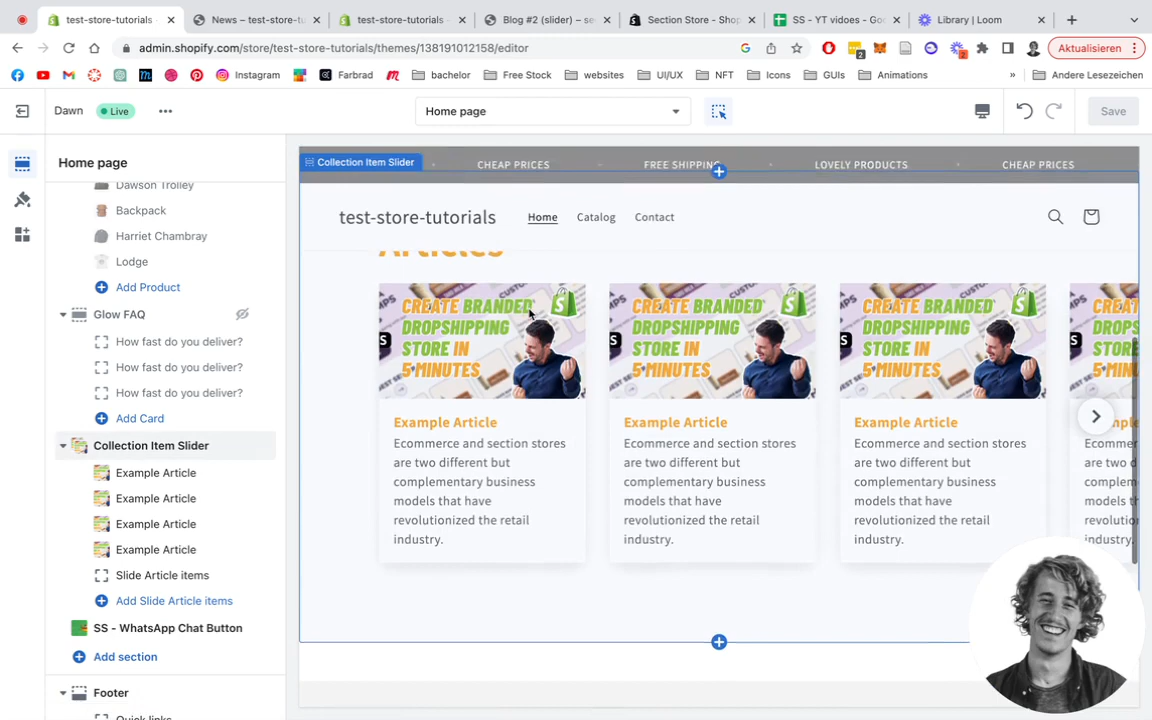 test-store-tutorials -
News – test-store-tu
test-store-tutorials -
Blog #2 (slider) – se
Section Store - Shop
SS - YT vidoes - Goo
Library | Loom
admin.shopify.com/store/test-store-tutorials/themes/138191012158/editor
2
2
Aktualisieren
Instagram
Farbrad
bachelor
Free Stock
websites
UI/UX
NFT
Icons
GUIs
Animations
»
Andere Lesezeichen
Dawn
Live
Home page
Save
Home page
Dawson Trolley
Backpack
Harriet Chambray
Lodge
Add Product
Glow FAQ
How fast do you deliver?
How fast do you deliver?
How fast do you deliver?
Add Card
Collection Item Slider
Example Article
Example Article
Example Article
Example Article
Slide Article items
Add Slide Article items
SS - WhatsApp Chat Button
Add section
Footer
Quick links
Collection Item Slider
CHEAP PRICES
FREE SHIPPING
LOVELY PRODUCTS
CHEAP PRICES
test-store-tutorials
Home
Catalog
Contact
Articles
CREATE BRANDED
DROPSHIPPING
STORE IN
5 MINUTES
Example Article
Ecommerce and section stores
are two different but
complementary business
models that have
revolutionized the retail
industry.
CREATE BRANDED
DROPSHIPPING
STORE IN
5 MINUTES
Example Article
Ecommerce and section stores
are two different but
complementary business
models that have
revolutionized the retail
industry.
CREATE BRANDED
DROPSHIPPING
STORE IN
5 MINUTES
Example Article
Ecommerce and section stores
are two different but
complementary business
models that have
revolutionized the retail
industry.